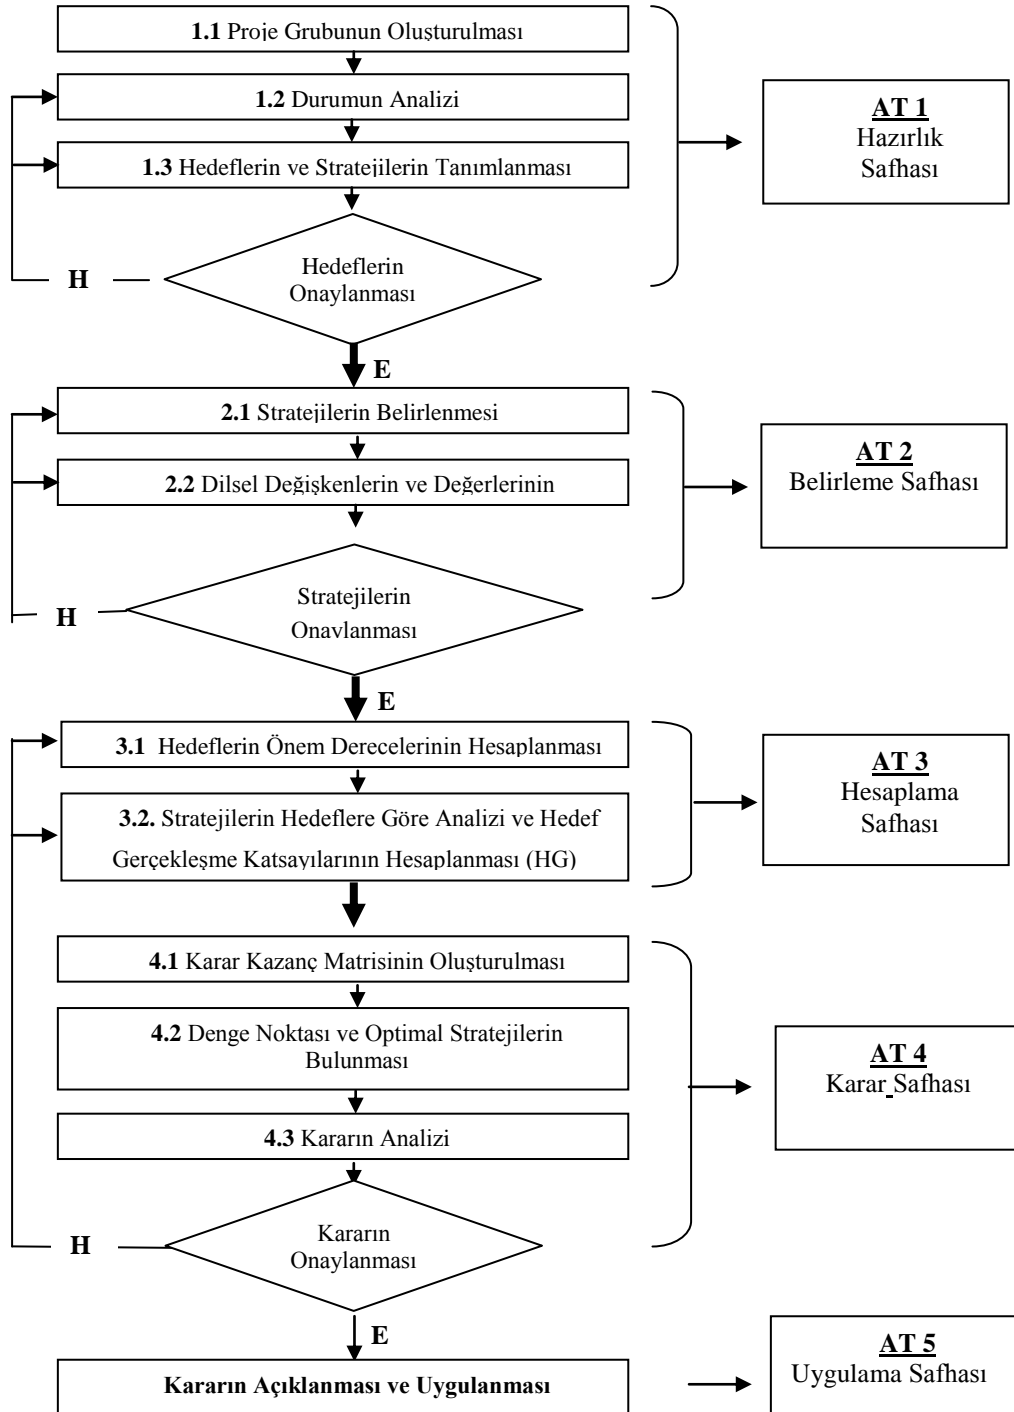 1.1 Proje Grubunun Oluşturulması
1.2 Durumun Analizi
1.3 Hedeflerin ve Stratejilerin Tanımlanması
AT 1
Hazırlık
Safhası
Hedeflerin
Onaylanması
H
E
2.1 Stratejilerin Belirlenmesi
2.2 Dilsel Değişkenlerin ve Değerlerinin
AT 2
Belirleme Safhası
Stratejilerin
Onaylanması
H
E
3.1 Hedeflerin Önem Derecelerinin Hesaplanması
3.2. Stratejilerin Hedeflere Göre Analizi ve Hedef
Gerçekleşme Katsayılarının Hesaplanması (HG)
AT 3
Hesaplama
Safhası
4.1 Karar Kazanç Matrisinin Oluşturulması
4.2 Denge Noktası ve Optimal Stratejilerin
Bulunması
4.3 Kararın Analizi
AT 4
Karar Safhası
Kararın
Onaylanması
H
E
Kararın Açıklanması ve Uygulanması
AT 5
Uygulama Safhası